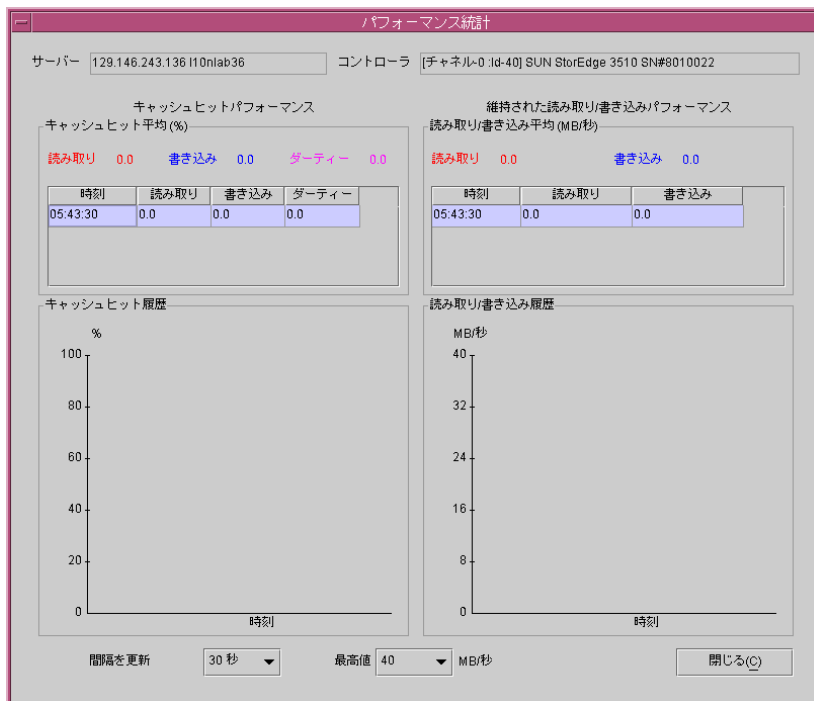 パフォーマンス統計
サーバー 129.146.243.136 l10nlab36 コントローラ [チャネル-0 :Id-40] SUN StorEdge 3510 SN#8010022
キャッシュヒットパフォーマンス
キャッシュヒット平均(%)
読み取り 0.0 書き込み 0.0 ダーティー 0.0
時刻 読み取り 書き込み ダーティー
05:43:30 0.0 0.0 0.0
維持された読み取り/書き込みパフォーマンス
読み取り/書き込み平均(MB/秒)
読み取り 0.0 書き込み 0.0
時刻 読み取り 書き込み
05:43:30 0.0 0.0
キャッシュヒット履歴
%
100
80
60
40
20
0
時刻
読み取り/書き込み履歴
MB/秒
40
32
24
16
8
0
時刻
間隔を更新 30 秒 最高値 40 MB/秒 閉じる(C)